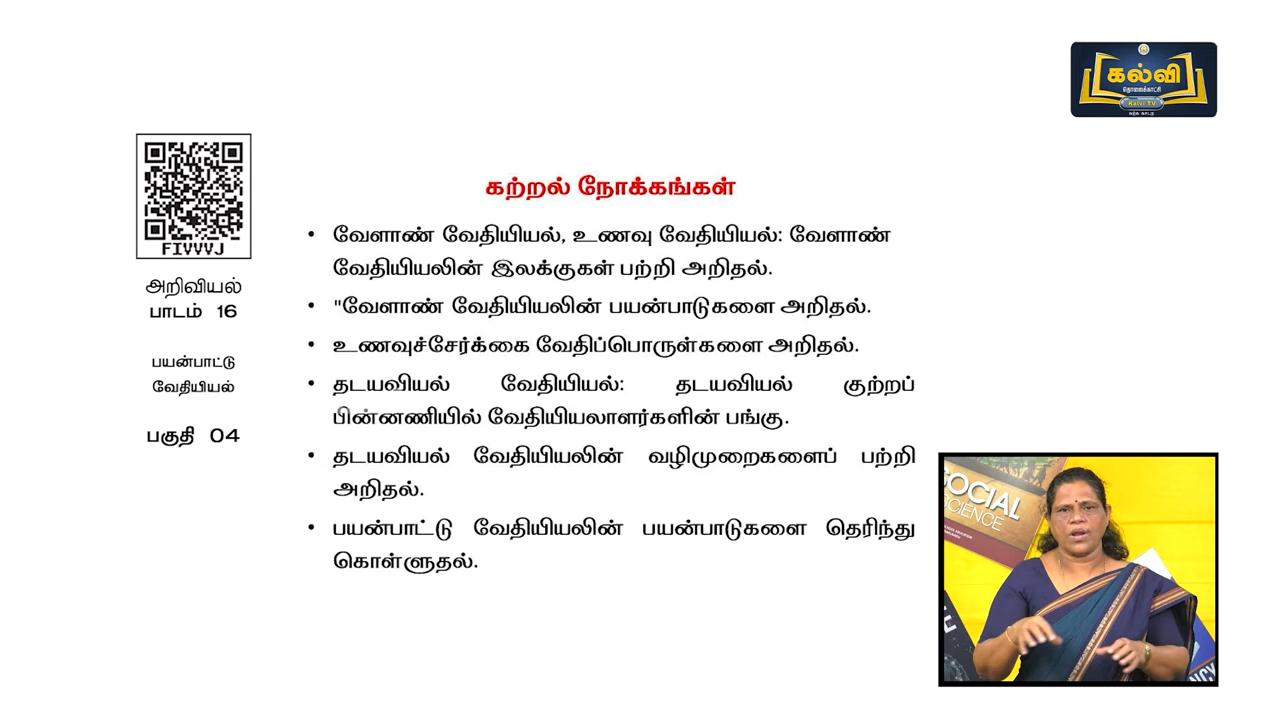 கல்வி
தொலைக்காட்சி
Kalvi TV
FIVVVJ
அறிவியல்
பாடம் 16
பயன்பாட்டு
வேதியியல்
பகுதி 04
கற்றல் நோக்கங்கள்
• வேளாண் வேதியியல், உணவு வேதியியல்: வேளாண்
வேதியியலின் இலக்குகள் பற்றி அறிதல்.
• "வேளாண் வேதியியலின் பயன்பாடுகளை அறிதல்.
• உணவுச்சேர்க்கை வேதிப்பொருள்களை அறிதல்.
• தடயவியல் வேதியியல்: தடயவியல் குற்றப்
பின்னணியில் வேதியியலாளர்களின் பங்கு.
• தடயவியல் வேதியியலின் வழிமுறைகளைப் பற்றி
அறிதல்.
• பயன்பாட்டு வேதியியலின் பயன்பாடுகளை தெரிந்து
கொள்ளுதல்.
SOCIAL
SCIENCE